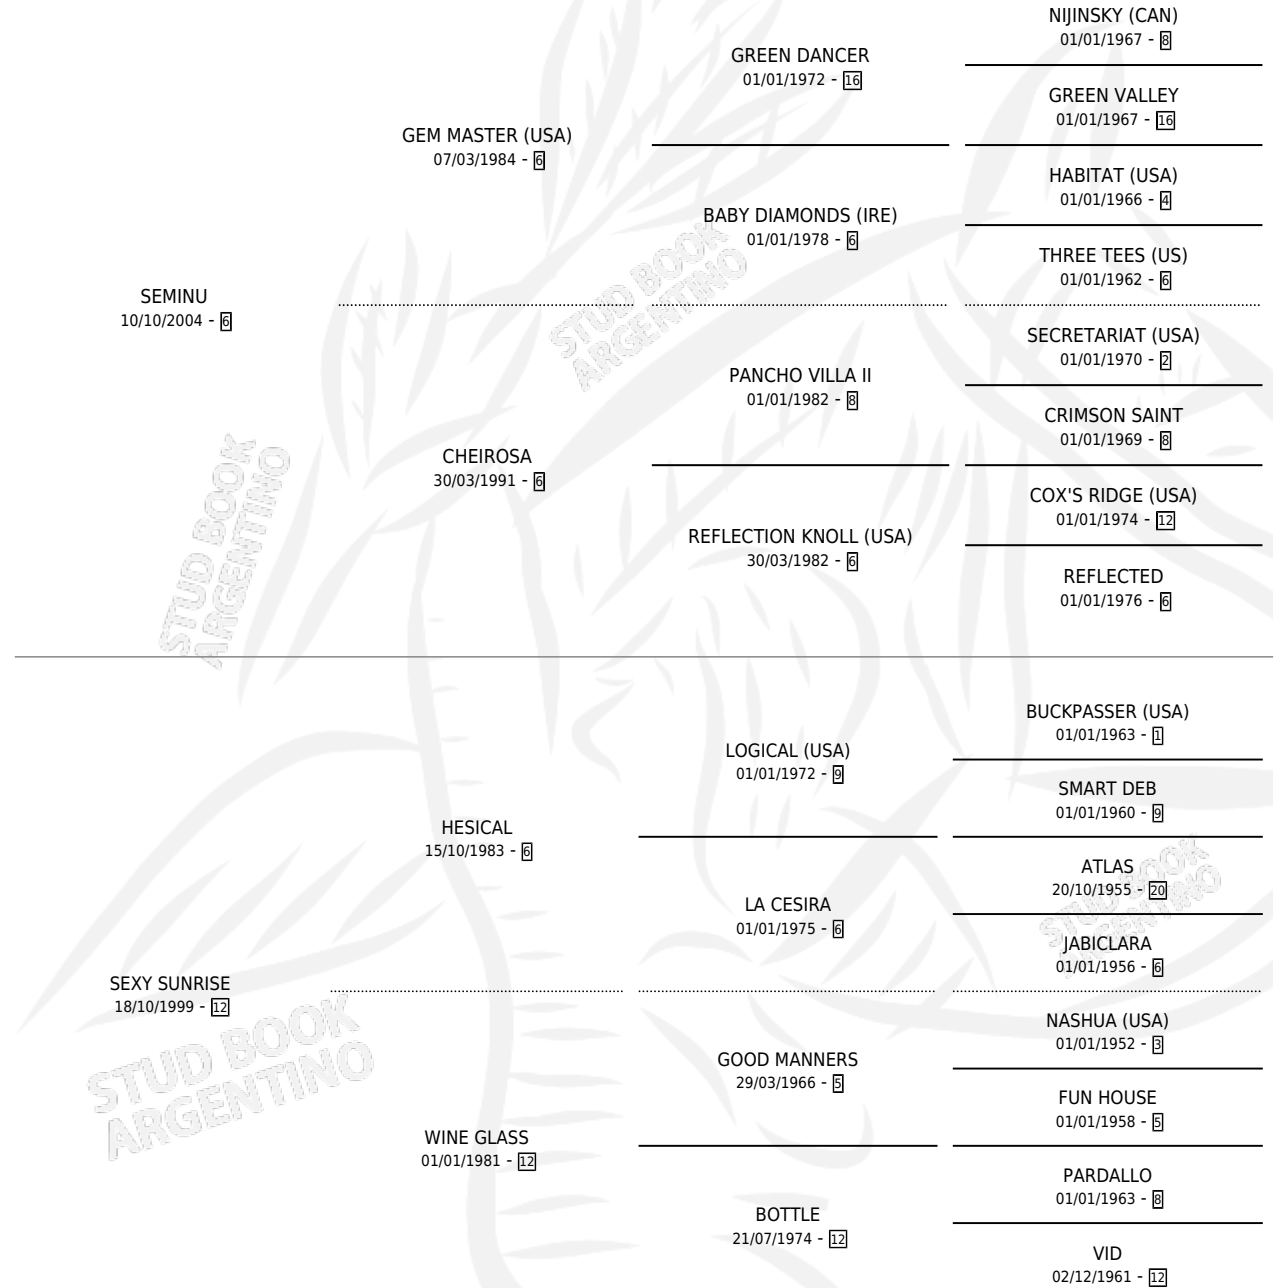 NIJINSKY (CAN)
01/01/1967 - 8
GREEN DANCER
01/01/1972 - 16
GREEN VALLEY
01/01/1967 - 16
GEM MASTER (USA)
07/03/1984 - 6
HABITAT (USA)
01/01/1966 - 4
BABY DIAMONDS (IRE)
01/01/1978 - 6
THREE TEES (US)
01/01/1962 - 6
SEMINU
10/10/2004 - 6
STUD BOOK
ARGENTINO
SECRETARIAT (USA)
01/01/1970 - 2
PANCHO VILLA II
01/01/1982 - 8
CRIMSON SAINT
01/01/1969 - 8
CHEIROSA
30/03/1991 - 6
COX'S RIDGE (USA)
01/01/1974 - 12
REFLECTION KNOLL (USA)
30/03/1982 - 6
REFLECTED
01/01/1976 - 6
STUD BOOK
ARGENTINO
BUCKPASSER (USA)
01/01/1963 - 1
LOGICAL (USA)
01/01/1972 - 9
SMART DEB
01/01/1960 - 9
HESICAL
15/10/1983 - 6
ATLAS
20/10/1955 - 20
LA CESIRA
01/01/1975 - 6
JABICLARA
01/01/1956 - 6
STUD BOOK
ARGENTINO
SEXY SUNRISE
18/10/1999 - 12
NASHUA (USA)
01/01/1952 - 3
GOOD MANNERS
29/03/1966 - 5
FUN HOUSE
01/01/1958 - 5
STUD BOOK
ARGENTINO
WINE GLASS
01/01/1981 - 12
PARDALLO
01/01/1963 - 8
BOTTLE
21/07/1974 - 12
VID
02/12/1961 - 12